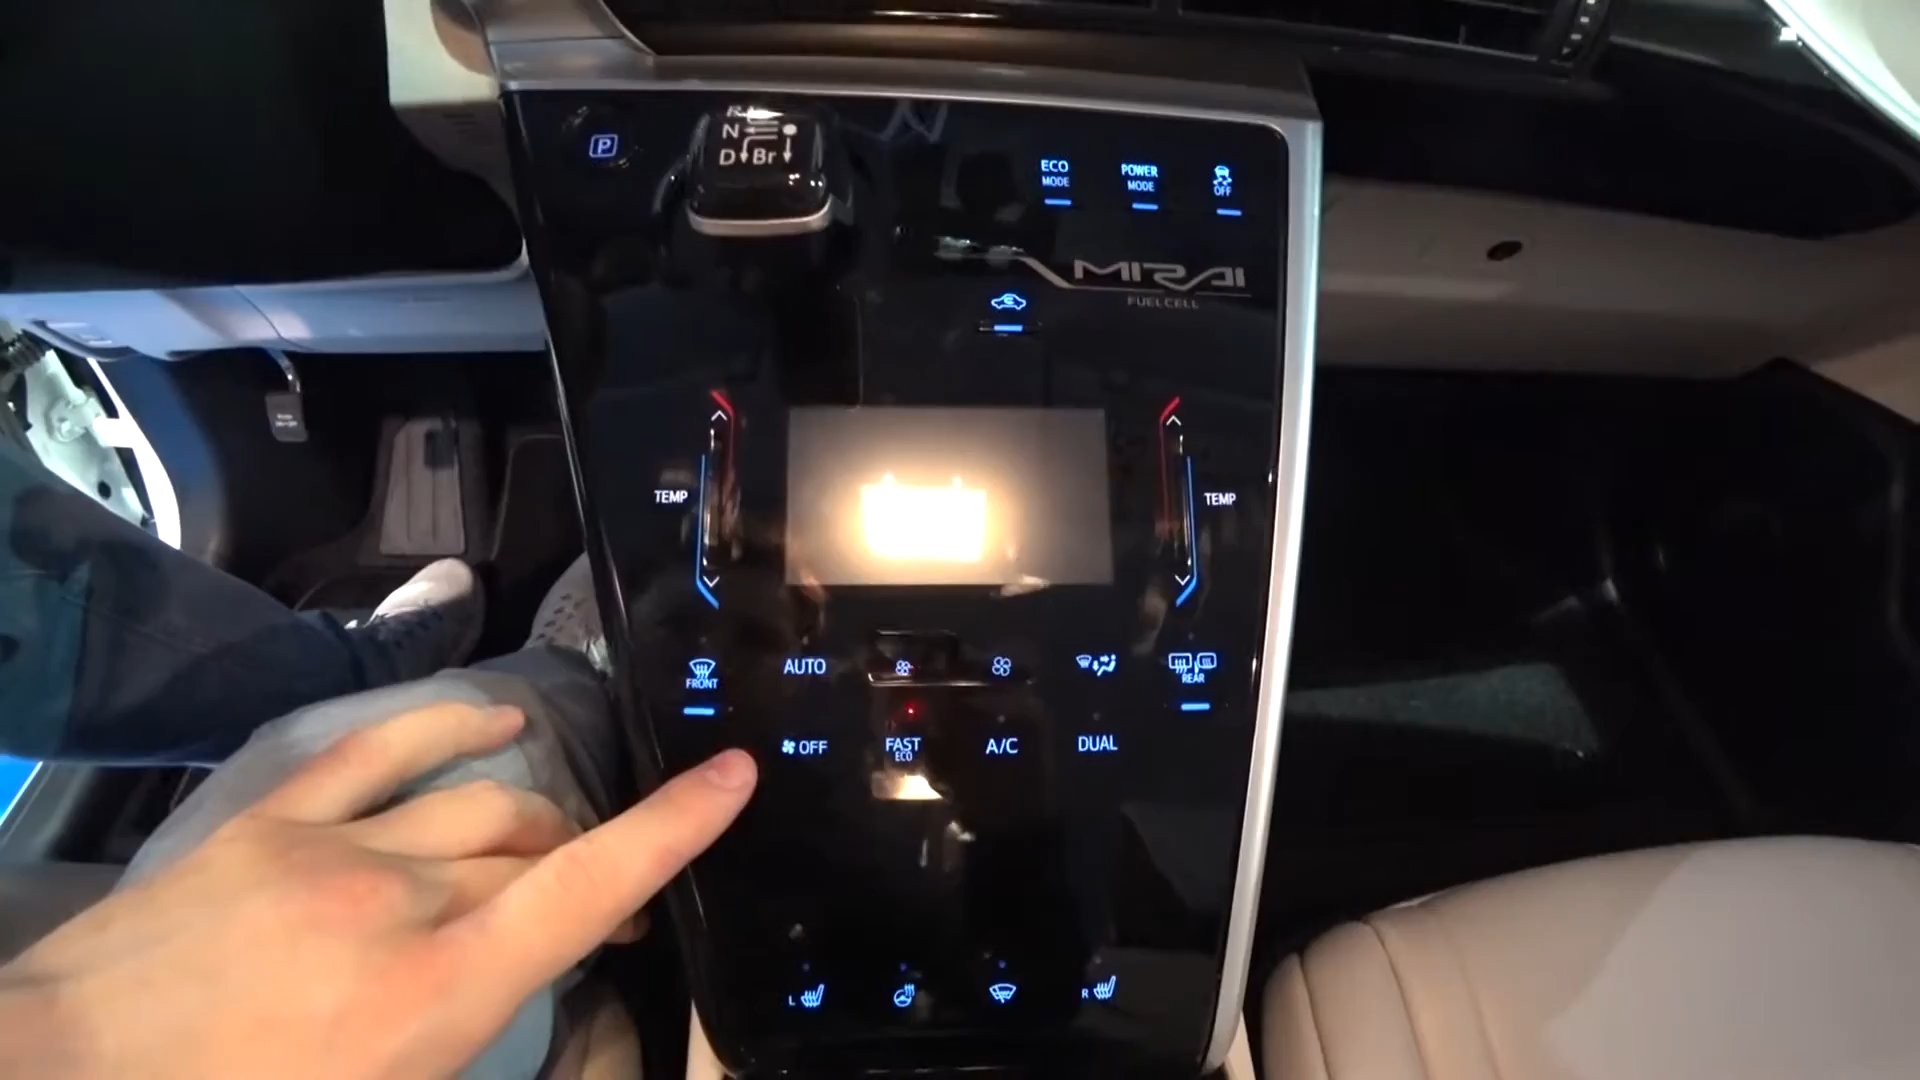 P
R
N
D Br
ECO
MODE
POWER
MODE
OFF
MIRAI
FUELCELL
TEMP
TEMP
FRONT
AUTO
REAR
OFF
FAST
ECO
A/C
DUAL
L
R